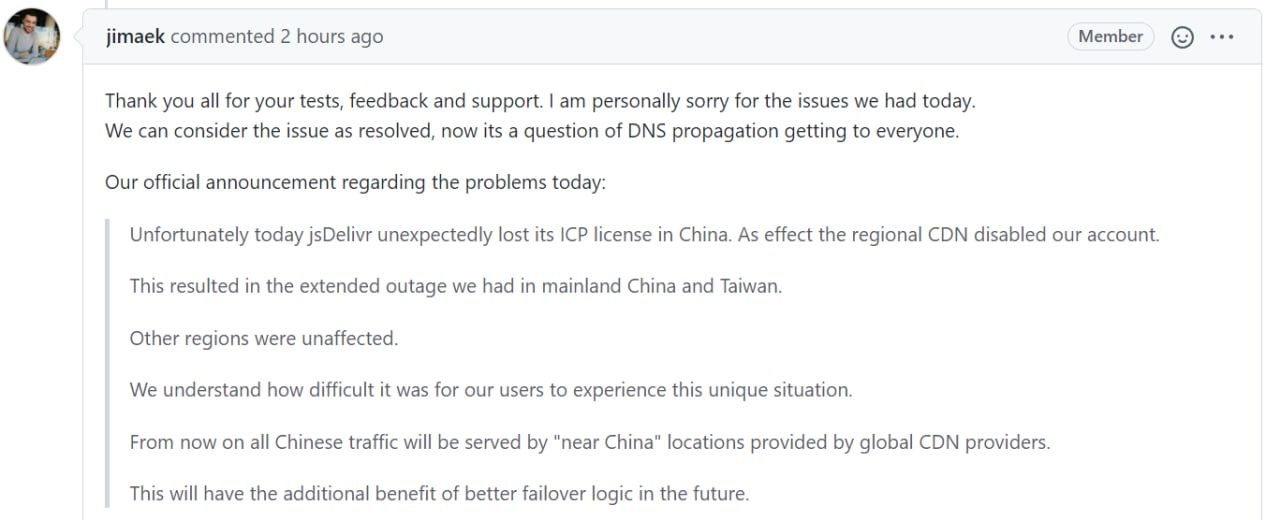 jimaek commented 2 hours ago
Member
Thank you all for your tests, feedback and support. I am personally sorry for the issues we had today.
We can consider the issue as resolved, now its a question of DNS propagation getting to everyone.
Our official announcement regarding the problems today:
Unfortunately today jsDelivr unexpectedly lost its ICP license in China. As effect the regional CDN disabled our account.
This resulted in the extended outage we had in mainland China and Taiwan.
Other regions were unaffected.
We understand how difficult it was for our users to experience this unique situation.
From now on all Chinese traffic will be served by "near China" locations provided by global CDN providers.
This will have the additional benefit of better failover logic in the future.